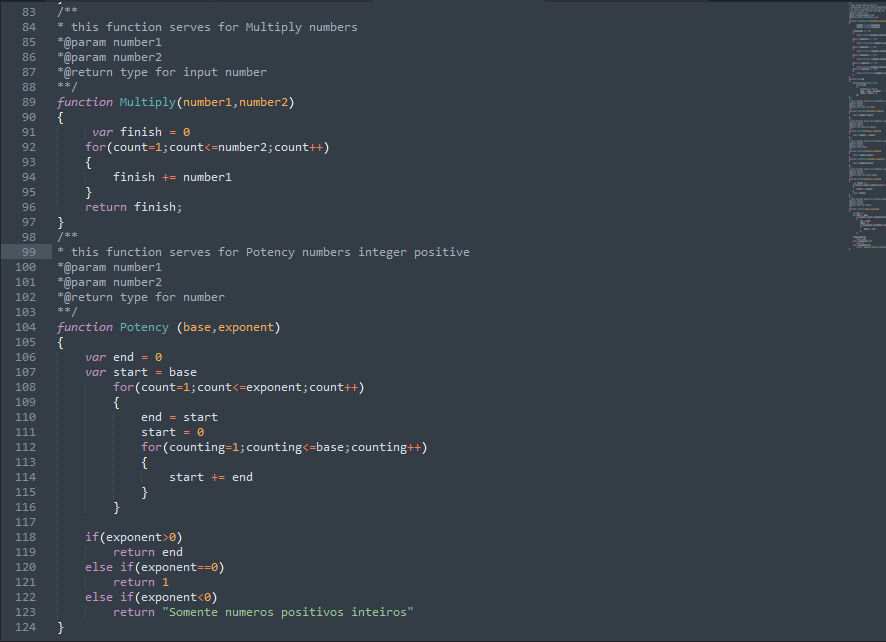 83 /**
84 * this function serves for Multiply numbers
85 *@param number1
86 *@param number2
87 *@return type for input number
88 **/
89 function Multiply(number1,number2)
90 {
91 var finish = 0
92 for(count=1;count<=number2;count++)
93 {
94 finish += number1
95 }
96 return finish;
97 }
98 /**
99 * this function serves for Potency numbers integer positive
100 *@param number1
101 *@param number2
102 *@return type for number
103 **/
104 function Potency (base,exponent)
105 {
106 var end = 0
107 var start = base
108 for(count=1;count<=exponent;count++)
109 {
110 end = start
111 start = 0
112 for(counting=1;counting<=base;counting++)
113 {
114 start += end
115 }
116 }
117
118 if(exponent>0)
119 return end
120 else if(exponent==0)
121 return 1
122 else if(exponent<0)
123 return "Somente numeros positivos inteiros"
124 }